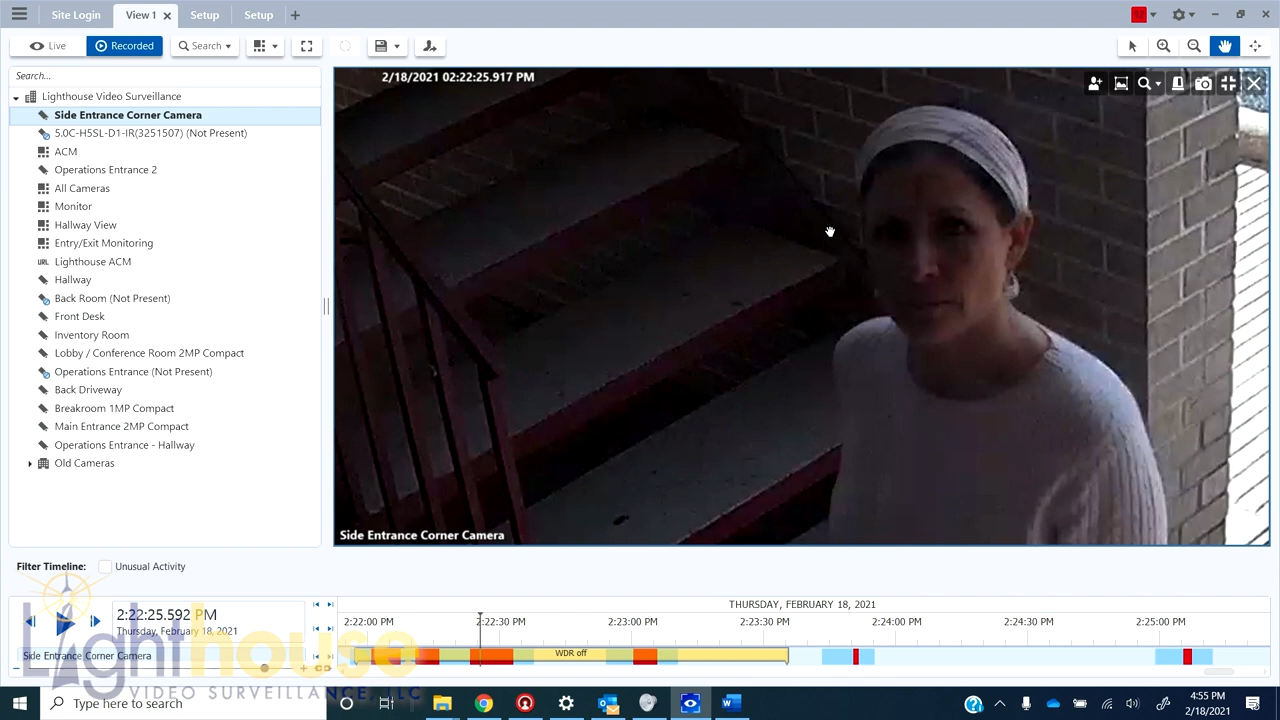 Site Login
View 1
Setup
Setup
Live
Recorded
Search
Search...
Lighthouse Video Surveillance
Side Entrance Corner Camera
5.0C-H5SL-D1-IR(3251507) (Not Present)
ACM
Operations Entrance 2
All Cameras
Monitor
Hallway View
Entry/Exit Monitoring
URL Lighthouse ACM
Hallway
Back Room (Not Present)
Front Desk
Inventory Room
Lobby / Conference Room 2MP Compact
Operations Entrance (Not Present)
Back Driveway
Breakroom 1MP Compact
Main Entrance 2MP Compact
Operations Entrance - Hallway
Old Cameras
2/18/2021 02:22:25.917 PM
Side Entrance Corner Camera
Filter Timeline:
Unusual Activity
2:22:25.592 PM
Thursday, February 18, 2021
Side Entrance Corner Camera
THURSDAY, FEBRUARY 18, 2021
2:22:00 PM
2:22:30 PM
2:23:00 PM
2:23:30 PM
2:24:00 PM
2:24:30 PM
2:25:00 PM
WDR off
Lighthouse
VIDEO SURVEILLANCE, LLC
Type here to search
4:55 PM
2/18/2021